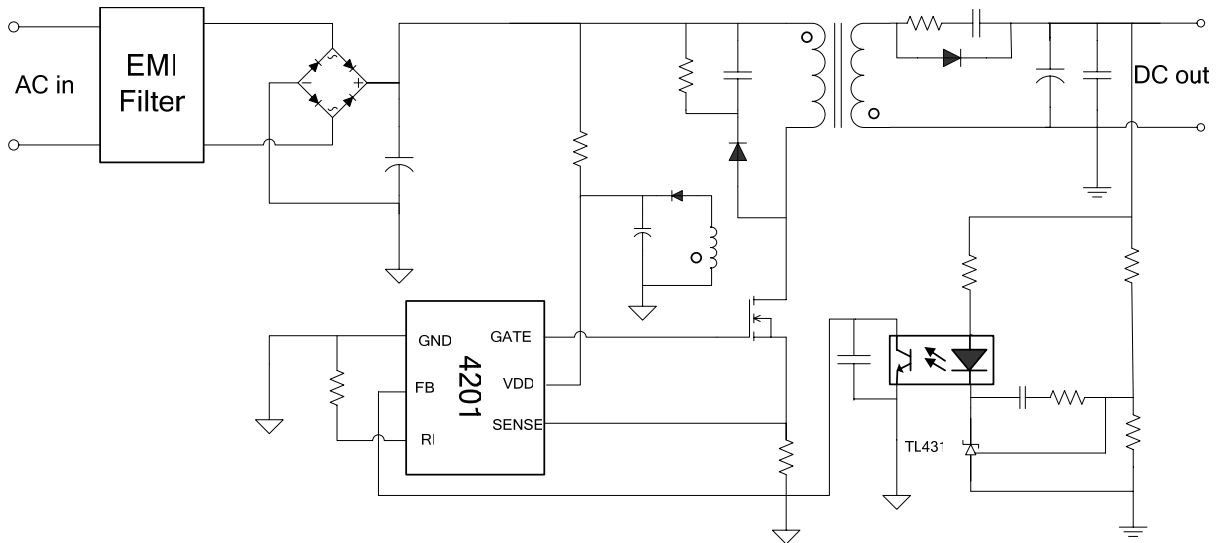 AC in
EMI
Filter
DC out
GND
GATE
FB
4201
VDD
SENSE
RI
TL431